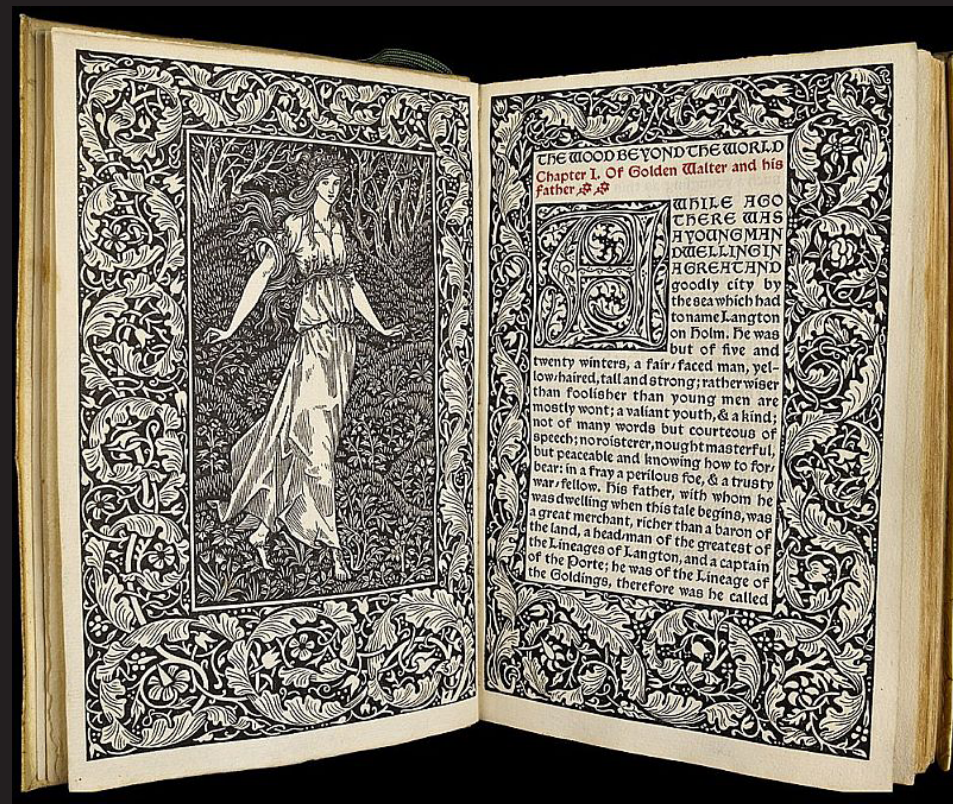 THE WOOD BEYOND THE WORLD
Chapter I. Of Golden Walter and his
father
A WHILE AGO
THERE WAS
A YOUNG MAN
DWELLING IN
A GREAT AND
goodly city by
the sea which had
to name Langton
on Holm. He was
but of five and
twenty winters, a fair-faced man, yel-
low-haired, tall and strong; rather wiser
than foolisher than young men are
mostly wont; a valiant youth, & a kind;
not of many words but courteous of
speech; no roisterer, nought masterful,
but peaceable and knowing how to for-
bear: in a fray a perilous foe, & a trusty
war-fellow. His father, with whom he
was dwelling when this tale begins, was
a great merchant, richer than a baron of
the land, a head-man of the greatest of
the Lineages of Langton, and a captain
of the Porte; he was of the Lineage of
the Goldings, therefore was he called